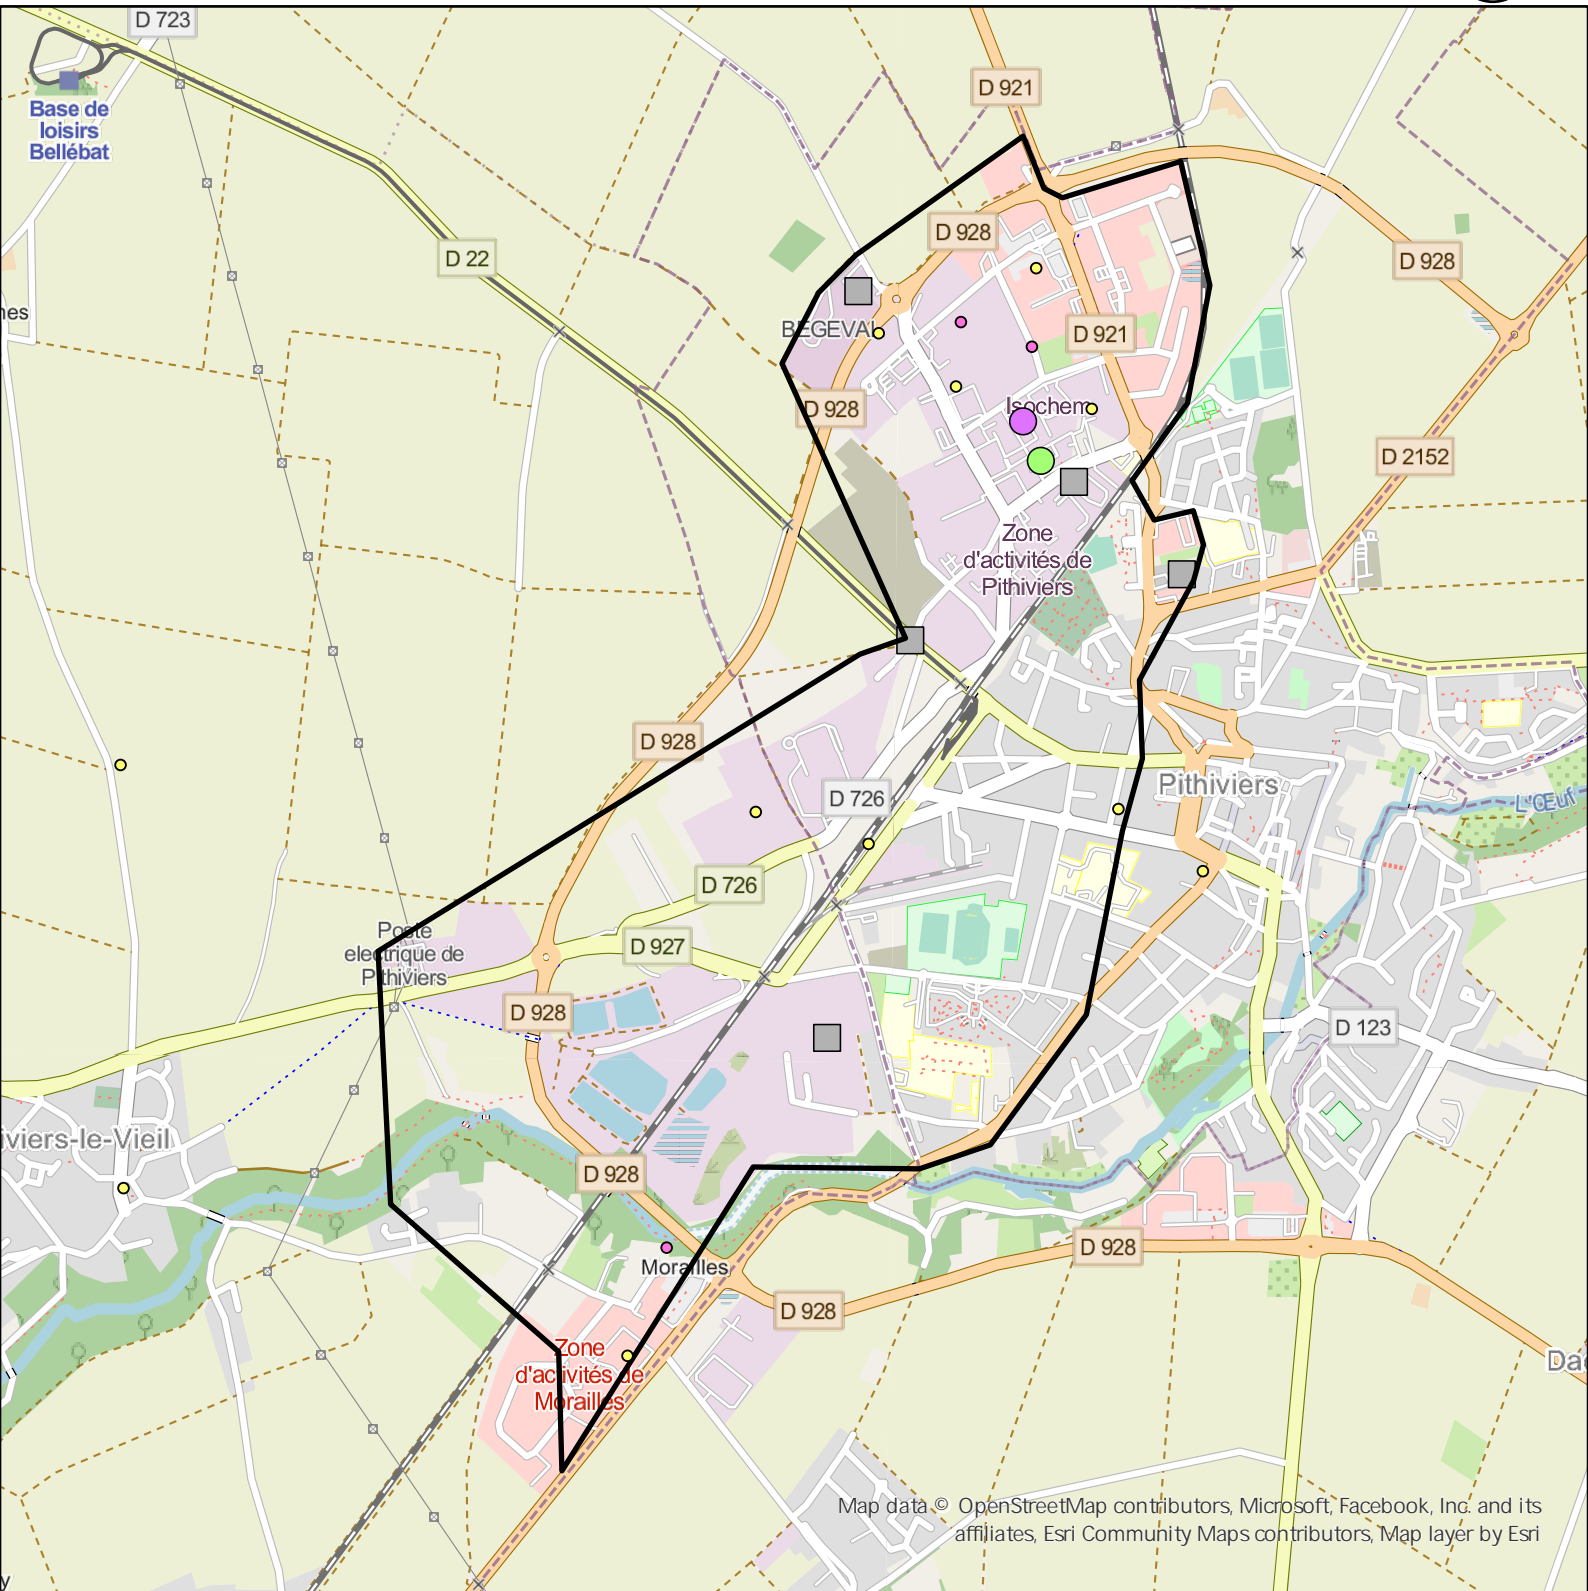 D 723
D 921
Base de
loisirs
Bellébat
D 928
D 22
D 928
nes
BEGEVAL
D 921
Isochem
D 928
D 2152
Zone
d'activités de
Pithiviers
D 928
D 726
Pithiviers
L'Œuf
D 726
Poste
electrique de
Pithiviers
D 927
D 928
D 123
iviers-le-Vieil
D 928
D 928
Morailles
D 928
Zone
d'activités de
Morailles
Dad
Map data © OpenStreetMap contributors, Microsoft, Facebook, Inc. and its
affiliates, Esri Community Maps contributors, Map layer by Esri
y